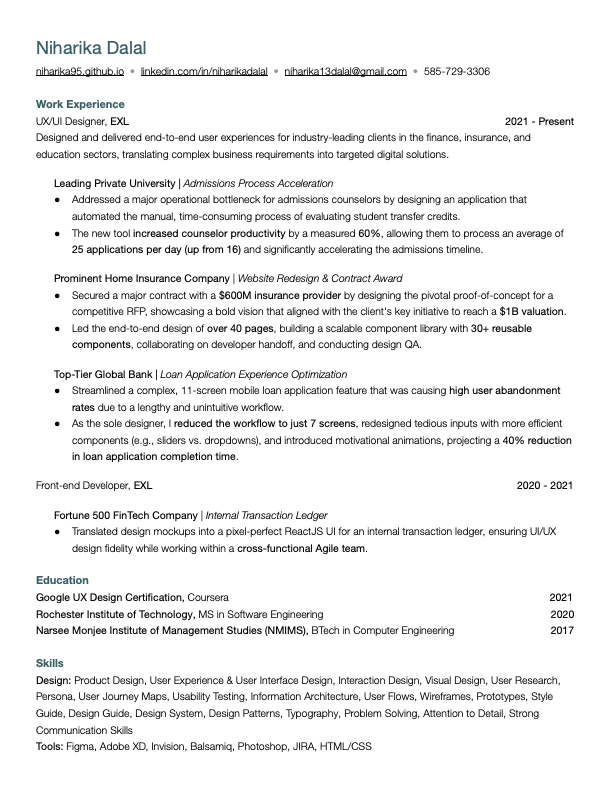 Niharika Dalal
niharika95.github.io • linkedin.com/in/niharikadalal • niharika13dalal@gmail.com • 585-729-3306
Work Experience
UX/UI Designer, EXL 2021 - Present
Designed and delivered end-to-end user experiences for industry-leading clients in the finance, insurance, and
education sectors, translating complex business requirements into targeted digital solutions.
Leading Private University | Admissions Process Acceleration
● Addressed a major operational bottleneck for admissions counselors by designing an application that
automated the manual, time-consuming process of evaluating student transfer credits.
● The new tool increased counselor productivity by a measured 60%, allowing them to process an average of
25 applications per day (up from 16) and significantly accelerating the admissions timeline.
Prominent Home Insurance Company | Website Redesign & Contract Award
● Secured a major contract with a $600M insurance provider by designing the pivotal proof-of-concept for a
competitive RFP, showcasing a bold vision that aligned with the client's key initiative to reach a $1B valuation.
● Led the end-to-end design of over 40 pages, building a scalable component library with 30+ reusable
components, collaborating on developer handoff, and conducting design QA.
Top-Tier Global Bank | Loan Application Experience Optimization
● Streamlined a complex, 11-screen mobile loan application feature that was causing high user abandonment
rates due to a lengthy and unintuitive workflow.
● As the sole designer, I reduced the workflow to just 7 screens, redesigned tedious inputs with more efficient
components (e.g., sliders vs. dropdowns), and introduced motivational animations, projecting a 40% reduction
in loan application completion time.
Front-end Developer, EXL 2020 - 2021
Fortune 500 FinTech Company | Internal Transaction Ledger
● Translated design mockups into a pixel-perfect ReactJS UI for an internal transaction ledger, ensuring UI/UX
design fidelity while working within a cross-functional Agile team.
Education
Google UX Design Certification, Coursera 2021
Rochester Institute of Technology, MS in Software Engineering 2020
Narsee Monjee Institute of Management Studies (NMIMS), BTech in Computer Engineering 2017
Skills
Design: Product Design, User Experience & User Interface Design, Interaction Design, Visual Design, User Research,
Persona, User Journey Maps, Usability Testing, Information Architecture, User Flows, Wireframes, Prototypes, Style
Guide, Design Guide, Design System, Design Patterns, Typography, Problem Solving, Attention to Detail, Strong
Communication Skills
Tools: Figma, Adobe XD, Invision, Balsamiq, Photoshop, JIRA, HTML/CSS